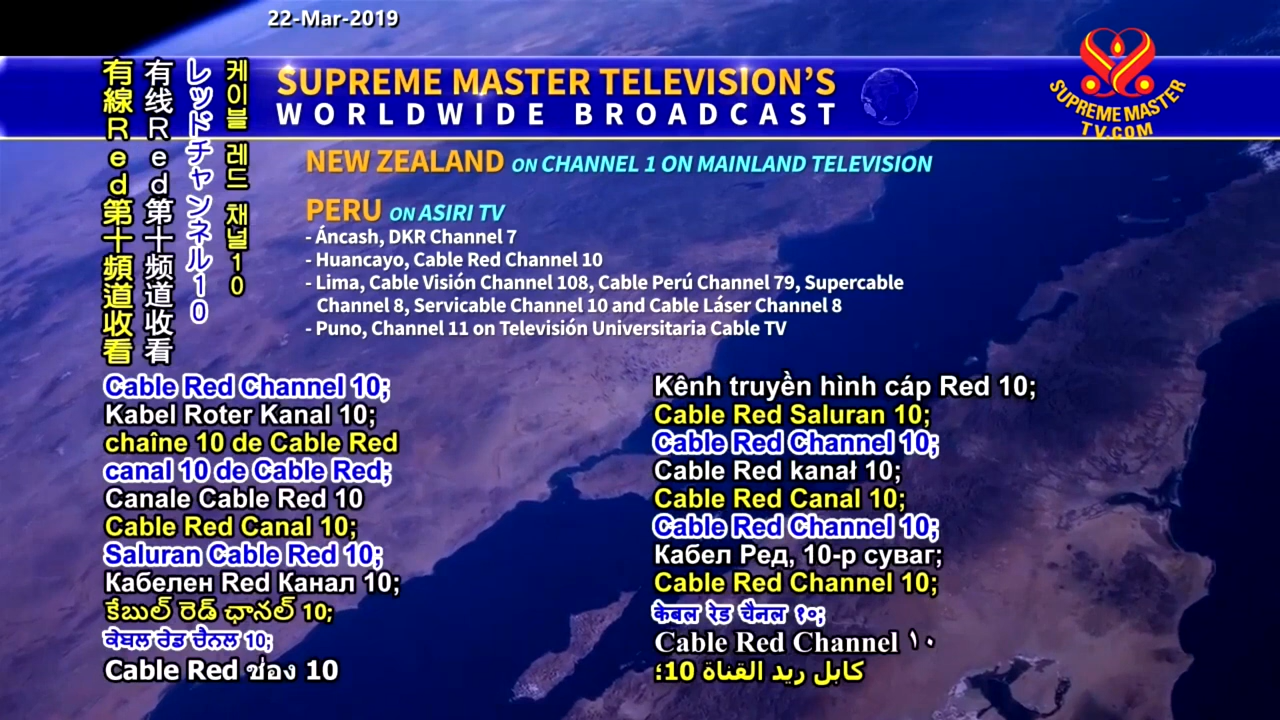 22-Mar-2019
SUPREME MASTER TELEVISION'S
WORLDWIDE BROADCAST
SUPREME MASTER
TV.COM
有線Red第十頻道收看
有线Red第十频道收看
レッドチャンネル10
케이블 레드 채널10
NEW ZEALAND ON CHANNEL 1 ON MAINLAND TELEVISION
PERU ON ASIRI TV
- Áncash, DKR Channel 7
- Huancayo, Cable Red Channel 10
- Lima, Cable Visión Channel 108, Cable Perú Channel 79, Supercable
Channel 8, Servicable Channel 10 and Cable Láser Channel 8
- Puno, Channel 11 on Televisión Universitaria Cable TV
Cable Red Channel 10;
Kabel Roter Kanal 10;
chaîne 10 de Cable Red
canal 10 de Cable Red;
Canale Cable Red 10
Cable Red Canal 10;
Saluran Cable Red 10;
Кабелен Red Канал 10;
కేబుల్ రెడ్ ఛానల్ 10;
ਕੇਬਲ ਰੇਡ ਚੈਨਲ 10;
Cable Red ช่อง 10
Kênh truyền hình cáp Red 10;
Cable Red Saluran 10;
Cable Red Channel 10;
Cable Red kanał 10;
Cable Red Canal 10;
Cable Red Channel 10;
Кабел Ред, 10-р суваг;
Cable Red Channel 10;
केबल रेड चैनल १०;
Cable Red Channel ۱۰
كابل ريد القناة 10؛